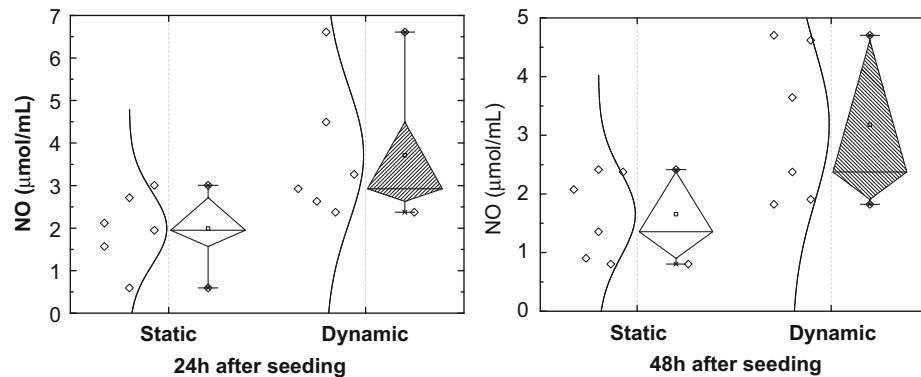 NO (μmol/mL)
7
6
5
4
3
2
1
0
Static
Dynamic
24h after seeding
NO (μmol/mL)
5
4
3
2
1
0
Static
Dynamic
48h after seeding